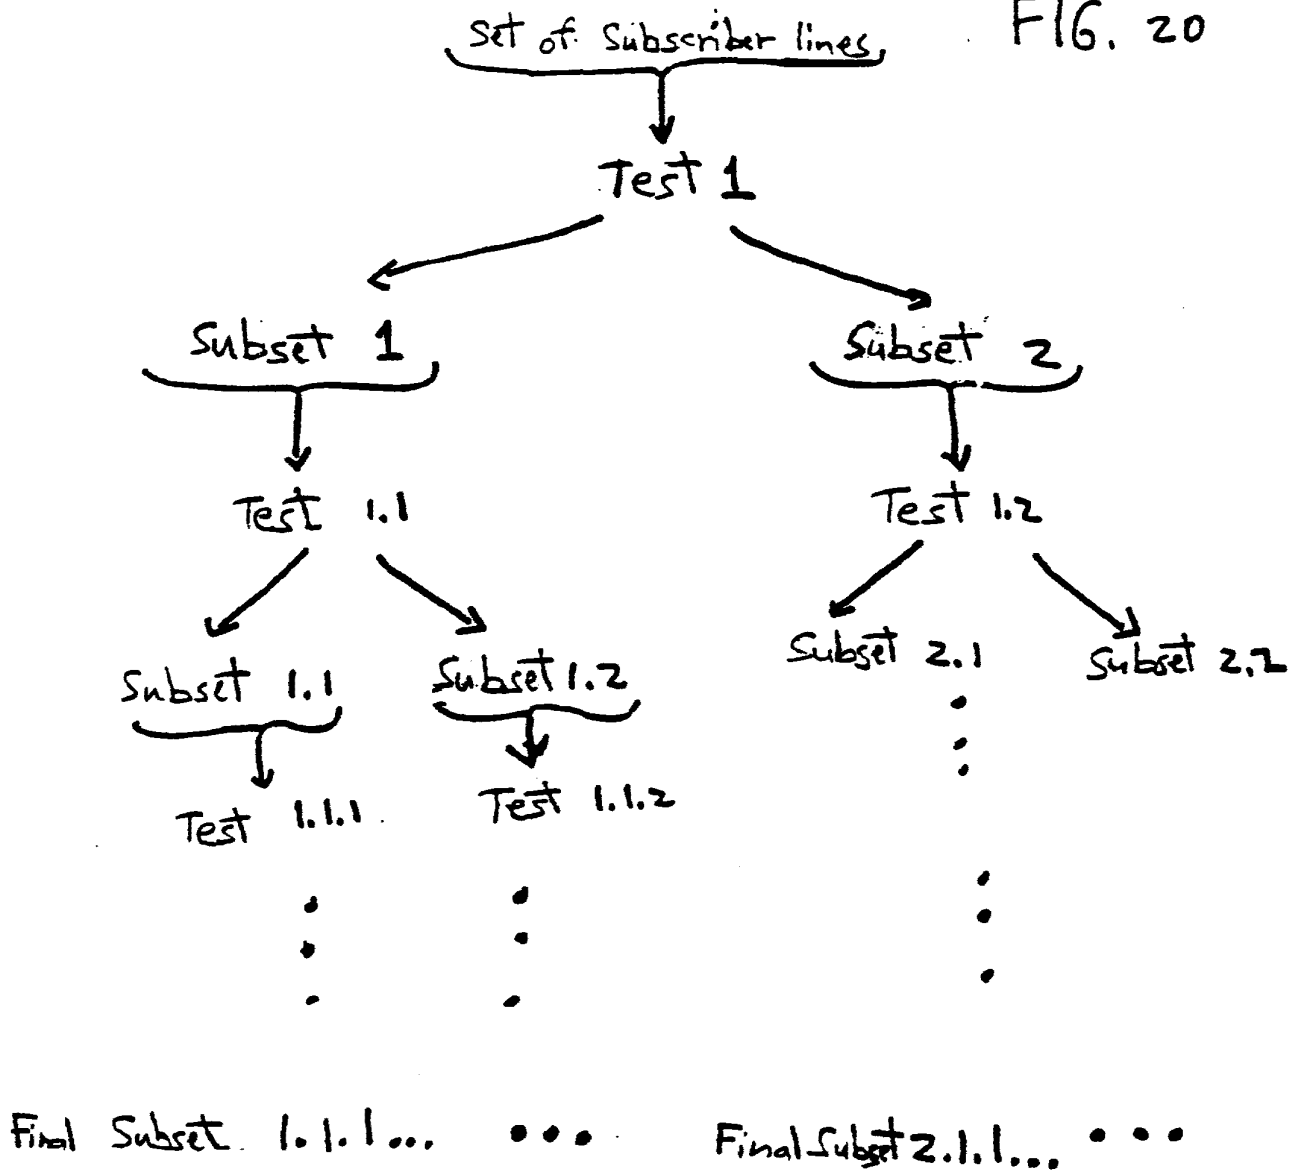 FIG. 20
Set of Subscriber lines
Test 1
Subset 1
Subset 2
Test 1.1
Test 1.2
Subset 1.1
Subset 1.2
Subset 2.1
Subset 2.2
Test 1.1.1
Test 1.1.2
Final Subset 1.1.1...
...
Final Subset 2.1.1...
...